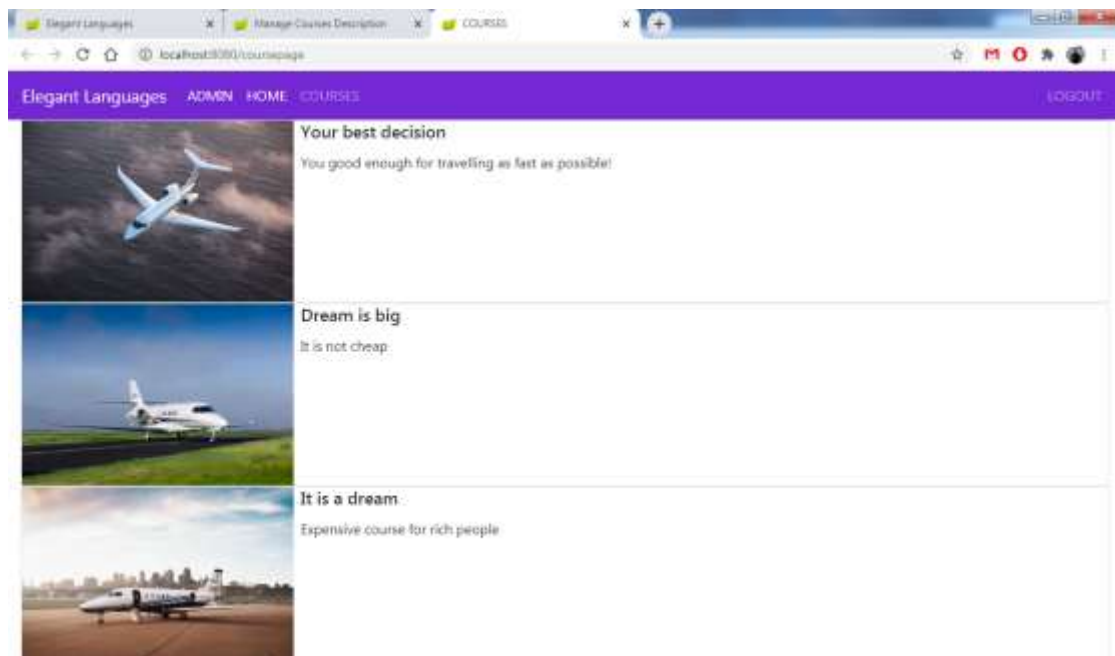 Elegant Languages
Manage Courses Description
COURSES
localhost:8080/coursepage
Elegant Languages ADMIN HOME COURSES LOGOUT
Your best decision
You good enough for travelling as fast as possible!
Dream is big
It is not cheap
It is a dream
Expensive course for rich people